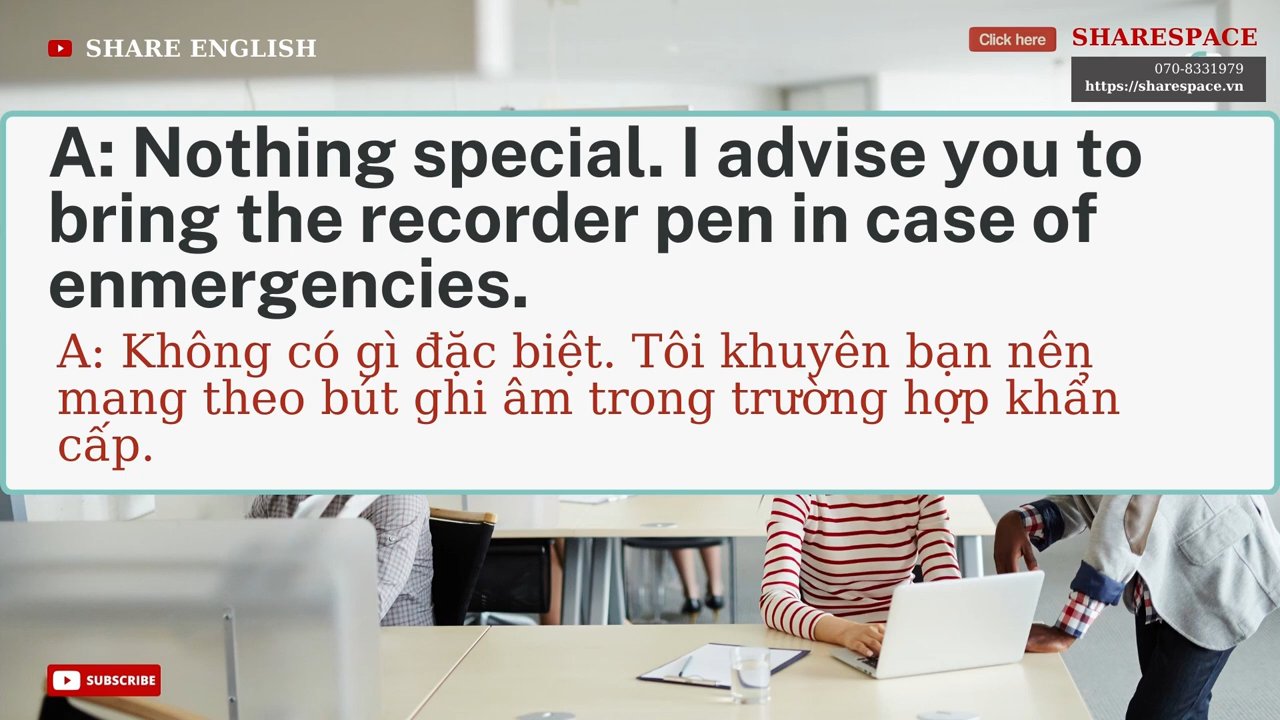 SHARE ENGLISH
Click here
SHARESPACE
070-8331979
https://sharespace.vn
A: Nothing special. I advise you to
bring the recorder pen in case of
enmergencies.
A: Không có gì đặc biệt. Tôi khuyên bạn nên
mang theo bút ghi âm trong trường hợp khẩn
cấp.
SUBSCRIBE